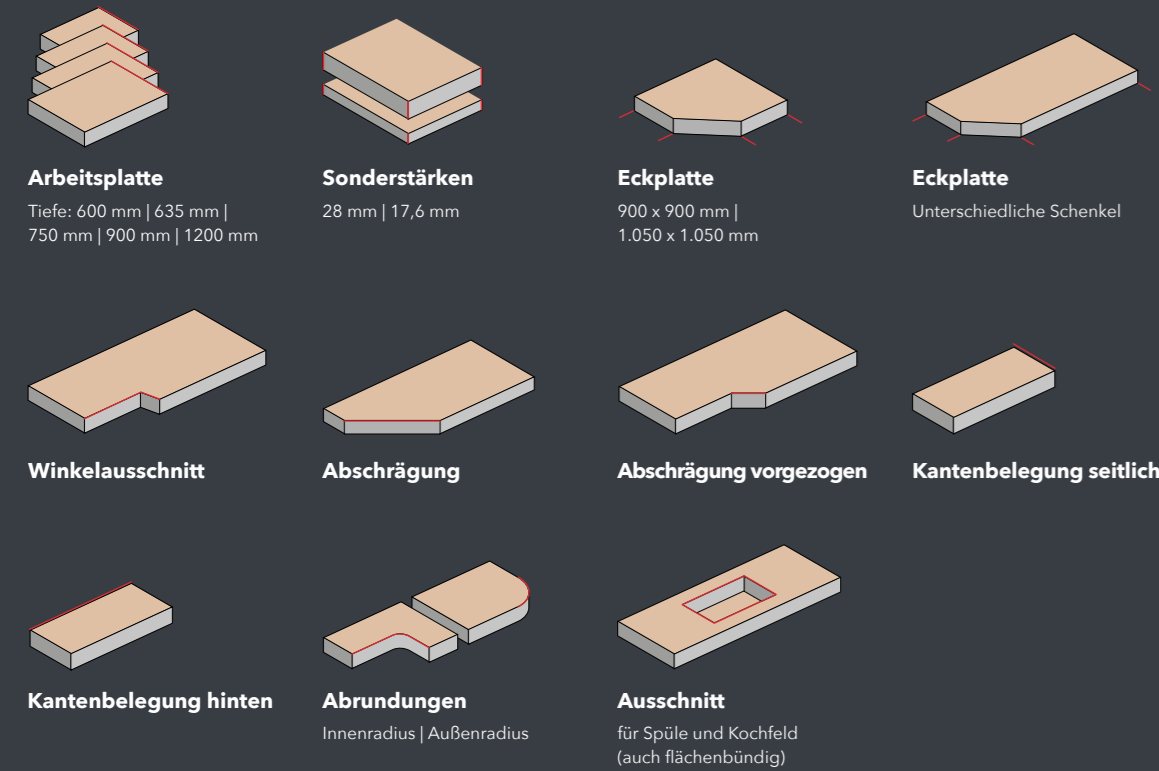 Arbeitsplatte
Tiefe: 600 mm | 635 mm |
750 mm | 900 mm | 1200 mm
Sonderstärken
28 mm | 17,6 mm
Eckplatte
900 x 900 mm |
1.050 x 1.050 mm
Eckplatte
Unterschiedliche Schenkel
Winkelausschnitt
Abschrägung
Abschrägung vorgezogen
Kantenbelegung seitlich
Kantenbelegung hinten
Abrundungen
Innenradius | Außenradius
Ausschnitt
für Spüle und Kochfeld
(auch flächenbündig)